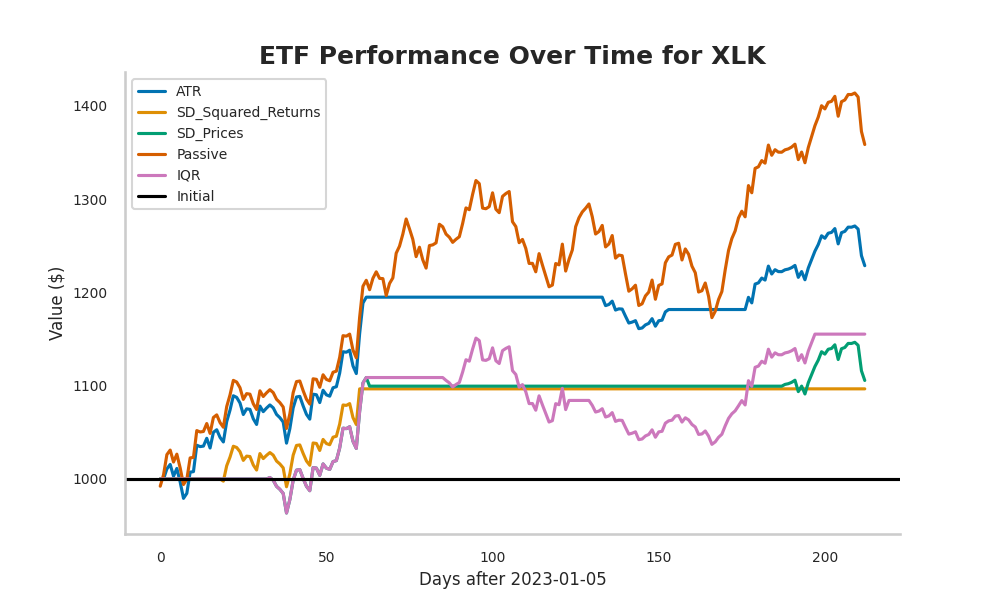 ETF Performance Over Time for XLK
ATR
SD_Squared_Returns
SD_Prices
Passive
IQR
Initial
1400
1300
1200
1100
1000
Value ($)
0 50 100 150 200
Days after 2023-01-05